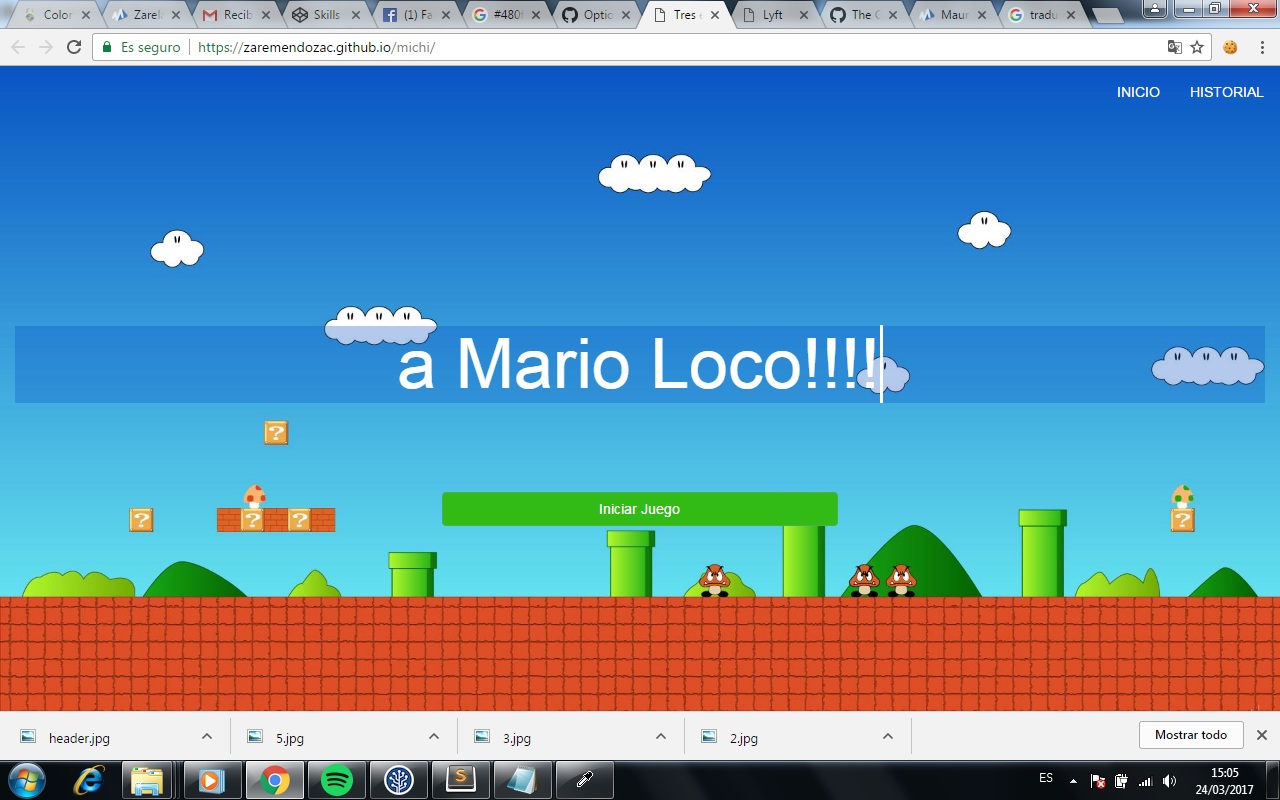 Color
Zarela
Recib
Skills
(1) Fa
#480f
Optio
Tres e
Lyft
The C
Maur
tradu
Es seguro
https://zaremendozac.github.io/michi/
INICIO HISTORIAL
a Mario Loco!!!!
?
? ? ? ?
Iniciar Juego
header.jpg
5.jpg
3.jpg
2.jpg
Mostrar todo
ES
15:05
24/03/2017